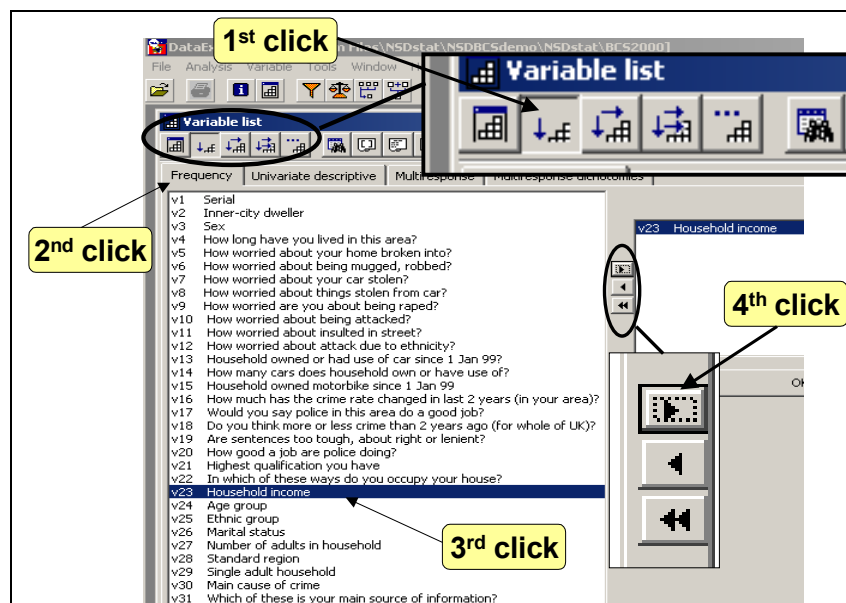 1st click
DataEx
Files\NSDstat\NSDBCSdemo\NSDstat\BCS2000]
File Analysis Variable Tools Window
Variable list
Variable list
Frequency Univariate descriptive Multiresponse Multiresponse dichotomies
2nd click
v1 Serial
v2 Inner-city dweller
v3 Sex
v4 How long have you lived in this area?
v5 How worried about your home broken into?
v6 How worried about being mugged, robbed?
v7 How worried about your car stolen?
v8 How worried about things stolen from car?
v9 How worried are you about being raped?
v10 How worried about being attacked?
v11 How worried about insulted in street?
v12 How worried about attack due to ethnicity?
v13 Household owned or had use of car since 1 Jan 99?
v14 How many cars does household own or have use of?
v15 Household owned motorbike since 1 Jan 99
v16 How much has the crime rate changed in last 2 years (in your area)?
v17 Would you say police in this area do a good job?
v18 Do you think more or less crime than 2 years ago (for whole of UK)?
v19 Are sentences too tough, about right or lenient?
v20 How good a job are police doing?
v21 Highest qualification you have
v22 In which of these ways do you occupy your house?
v23 Household income
v24 Age group
v25 Ethnic group
v26 Marital status
v27 Number of adults in household
v28 Standard region
v29 Single adult household
v30 Main cause of crime
v31 Which of these is your main source of information?
3rd click
v23 Household income
4th click